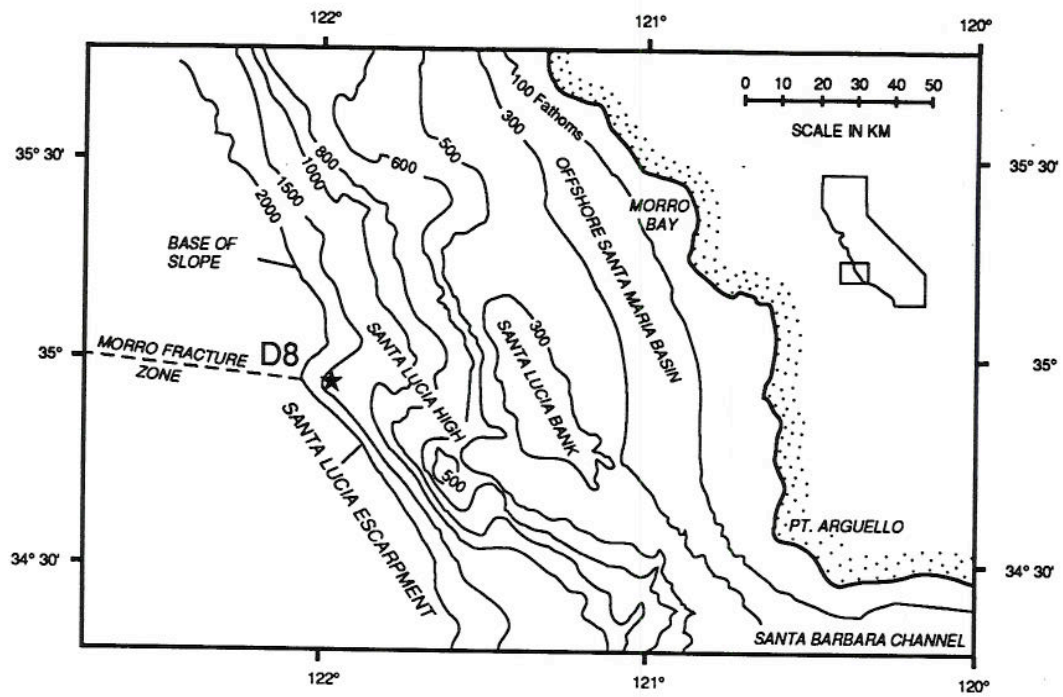 122°
121°
120°
0 10 20 30 40 50
SCALE IN KM
35° 30'
35° 30'
100 Fathoms
300
500
600
800
1000
1500
2000
OFFSHORE SANTA MARIA BASIN
MORRO
BAY
BASE OF
SLOPE
300
SANTA LUCIA BANK
SANTA LUCIA HIGH
35°
35°
MORRO FRACTURE
ZONE
D8
SANTA LUCIA ESCARPMENT
500
PT. ARGUELLO
34° 30'
34° 30'
SANTA BARBARA CHANNEL
122°
121°
120°